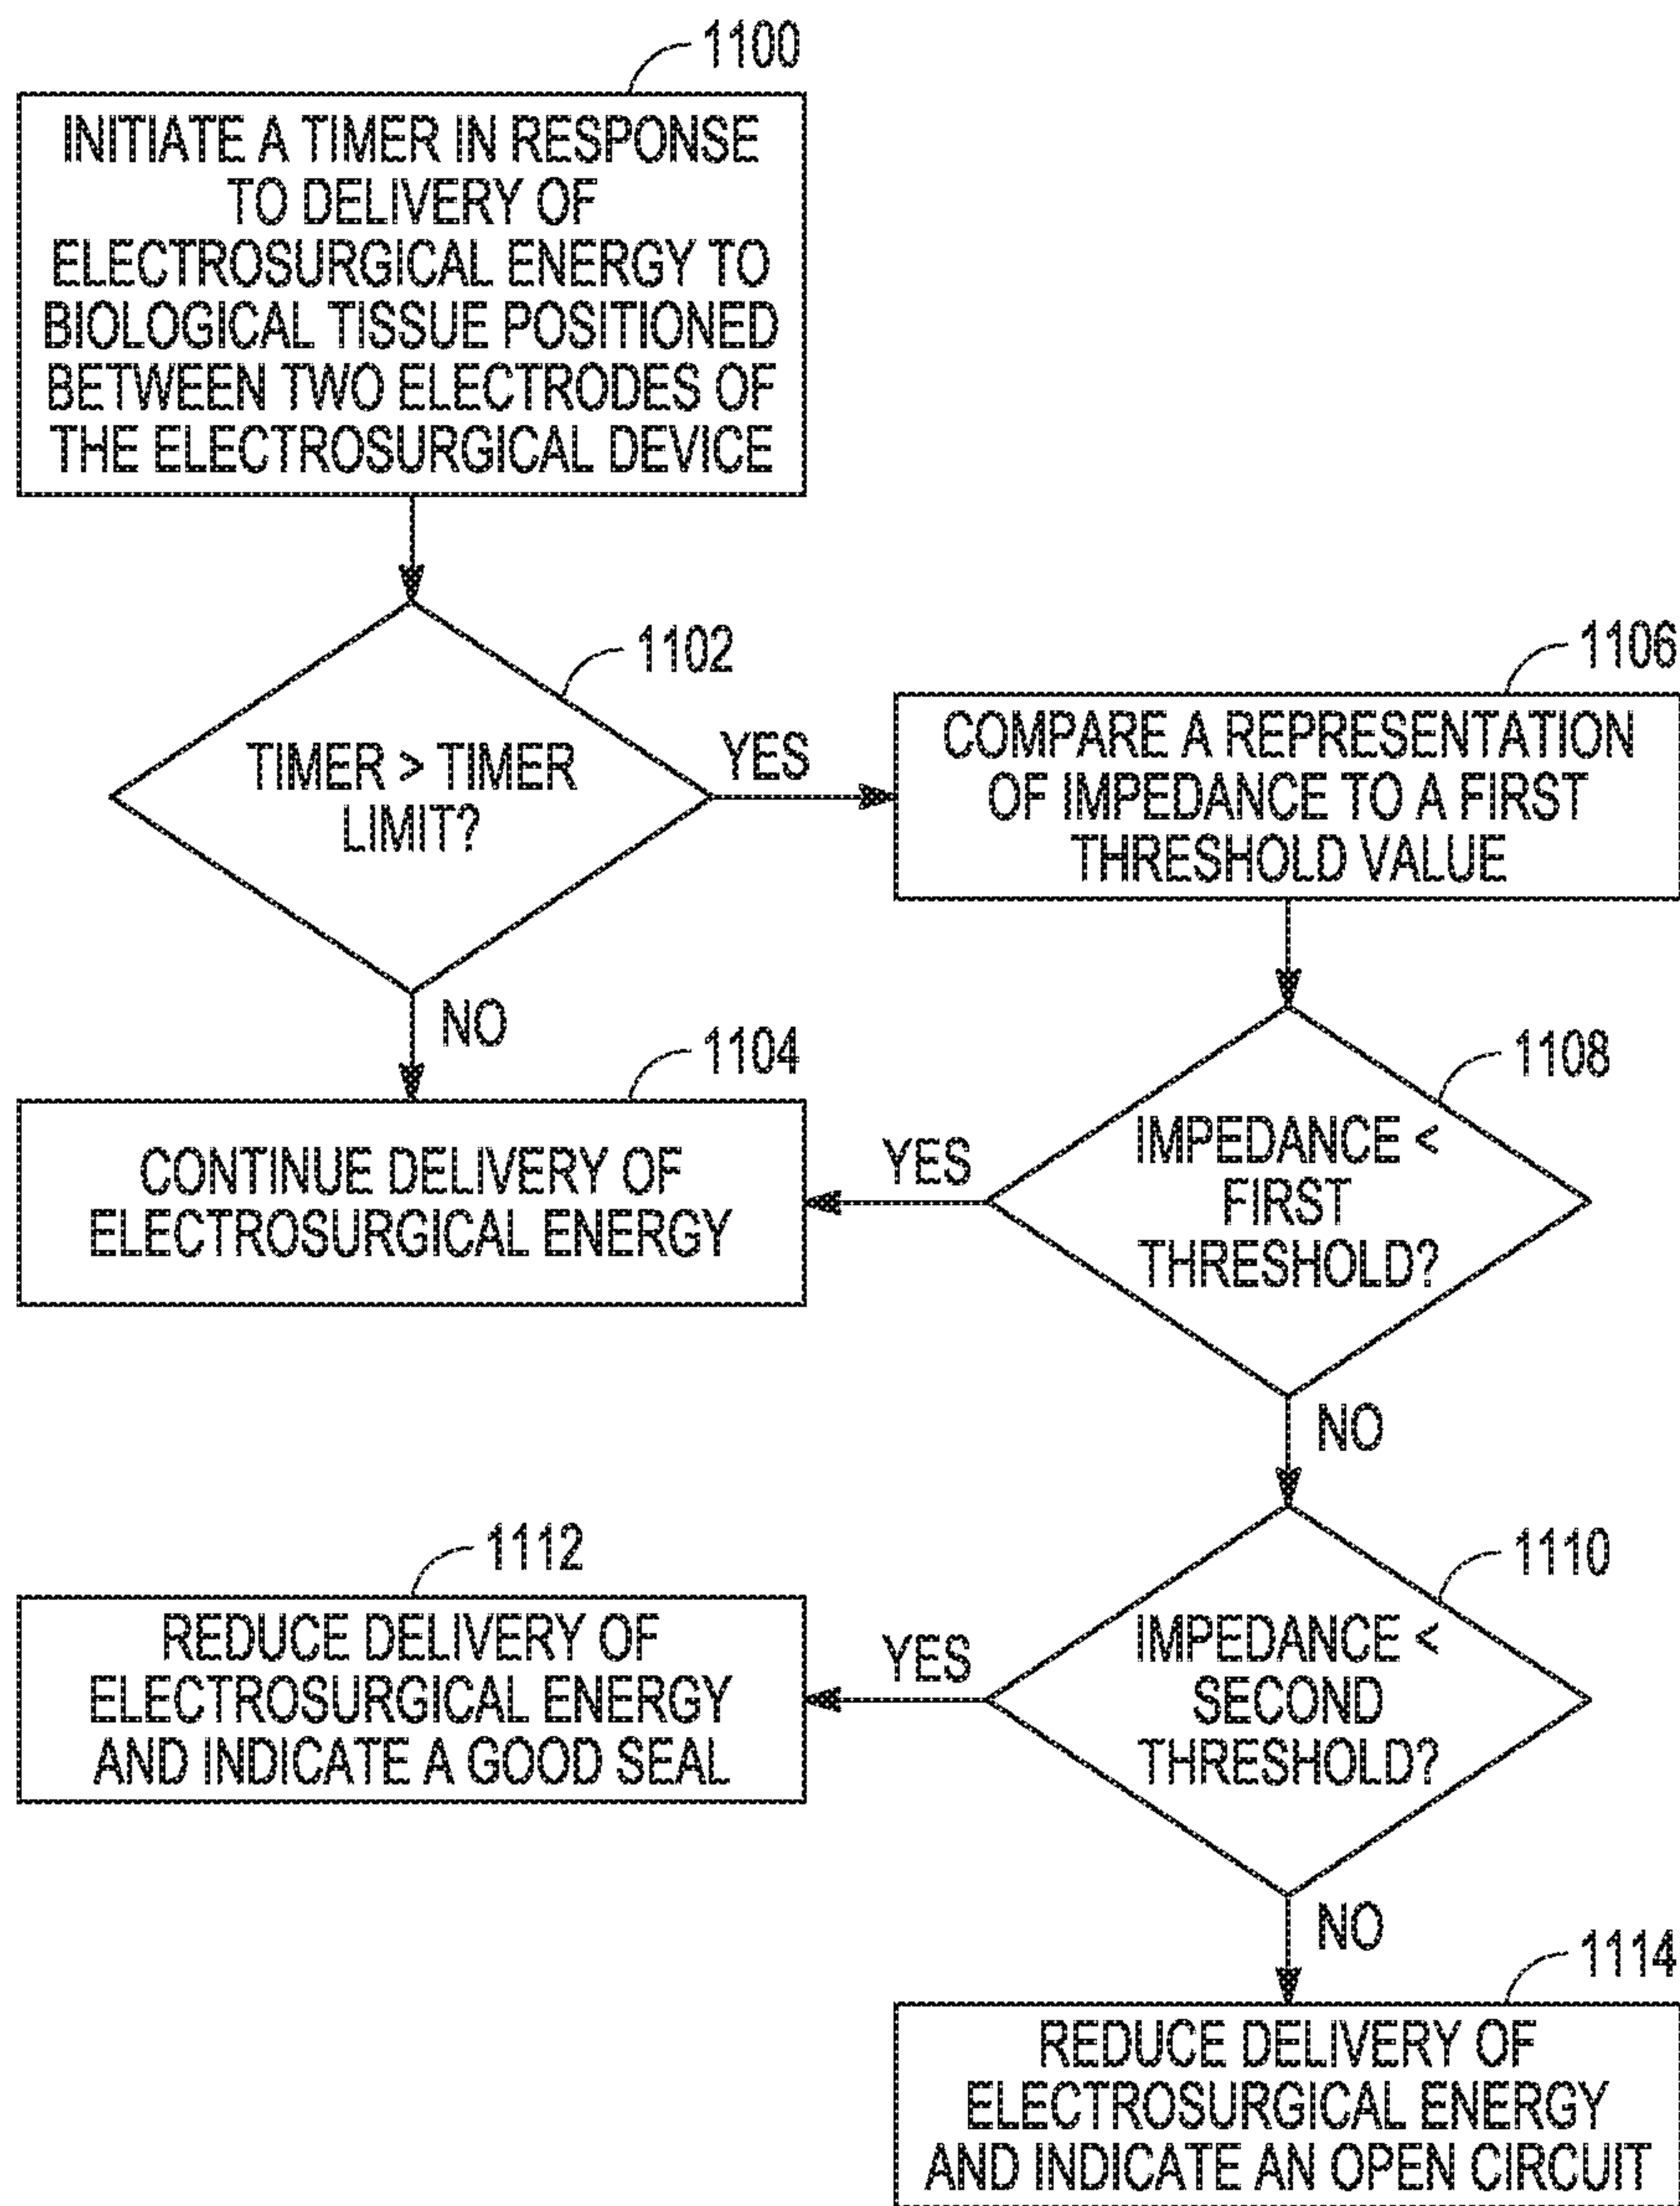 1100
INITIATE A TIMER IN RESPONSE
TO DELIVERY OF
ELECTROSURGICAL ENERGY TO
BIOLOGICAL TISSUE POSITIONED
BETWEEN TWO ELECTRODES OF
THE ELECTROSURGICAL DEVICE
1102
TIMER > TIMER
LIMIT?
YES
NO
1106
COMPARE A REPRESENTATION
OF IMPEDANCE TO A FIRST
THRESHOLD VALUE
1104
CONTINUE DELIVERY OF
ELECTROSURGICAL ENERGY
1108
IMPEDANCE <
FIRST
THRESHOLD?
YES
NO
1110
IMPEDANCE <
SECOND
THRESHOLD?
YES
NO
1112
REDUCE DELIVERY OF
ELECTROSURGICAL ENERGY
AND INDICATE A GOOD SEAL
1114
REDUCE DELIVERY OF
ELECTROSURGICAL ENERGY
AND INDICATE AN OPEN CIRCUIT